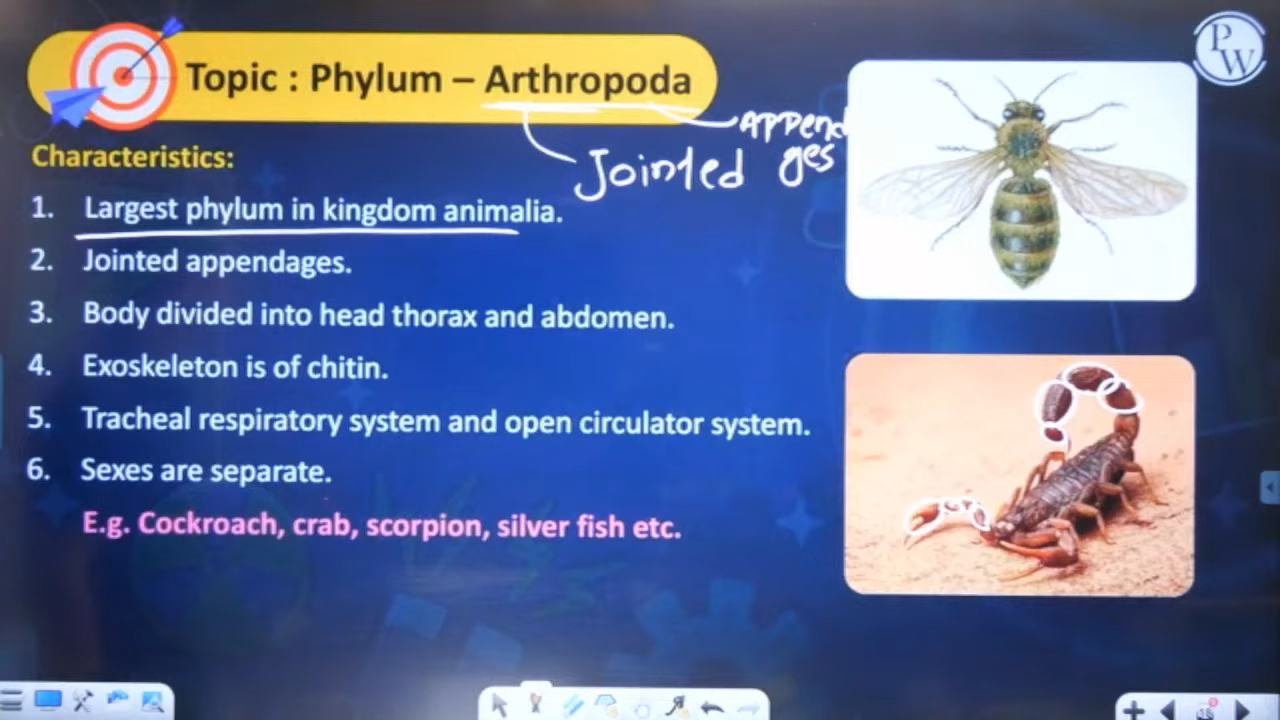 Topic : Phylum – Arthropoda
Append
ges
Jointed
Characteristics:
1. Largest phylum in kingdom animalia.
2. Jointed appendages.
3. Body divided into head thorax and abdomen.
4. Exoskeleton is of chitin.
5. Tracheal respiratory system and open circulator system.
6. Sexes are separate.
E.g. Cockroach, crab, scorpion, silver fish etc.
PW